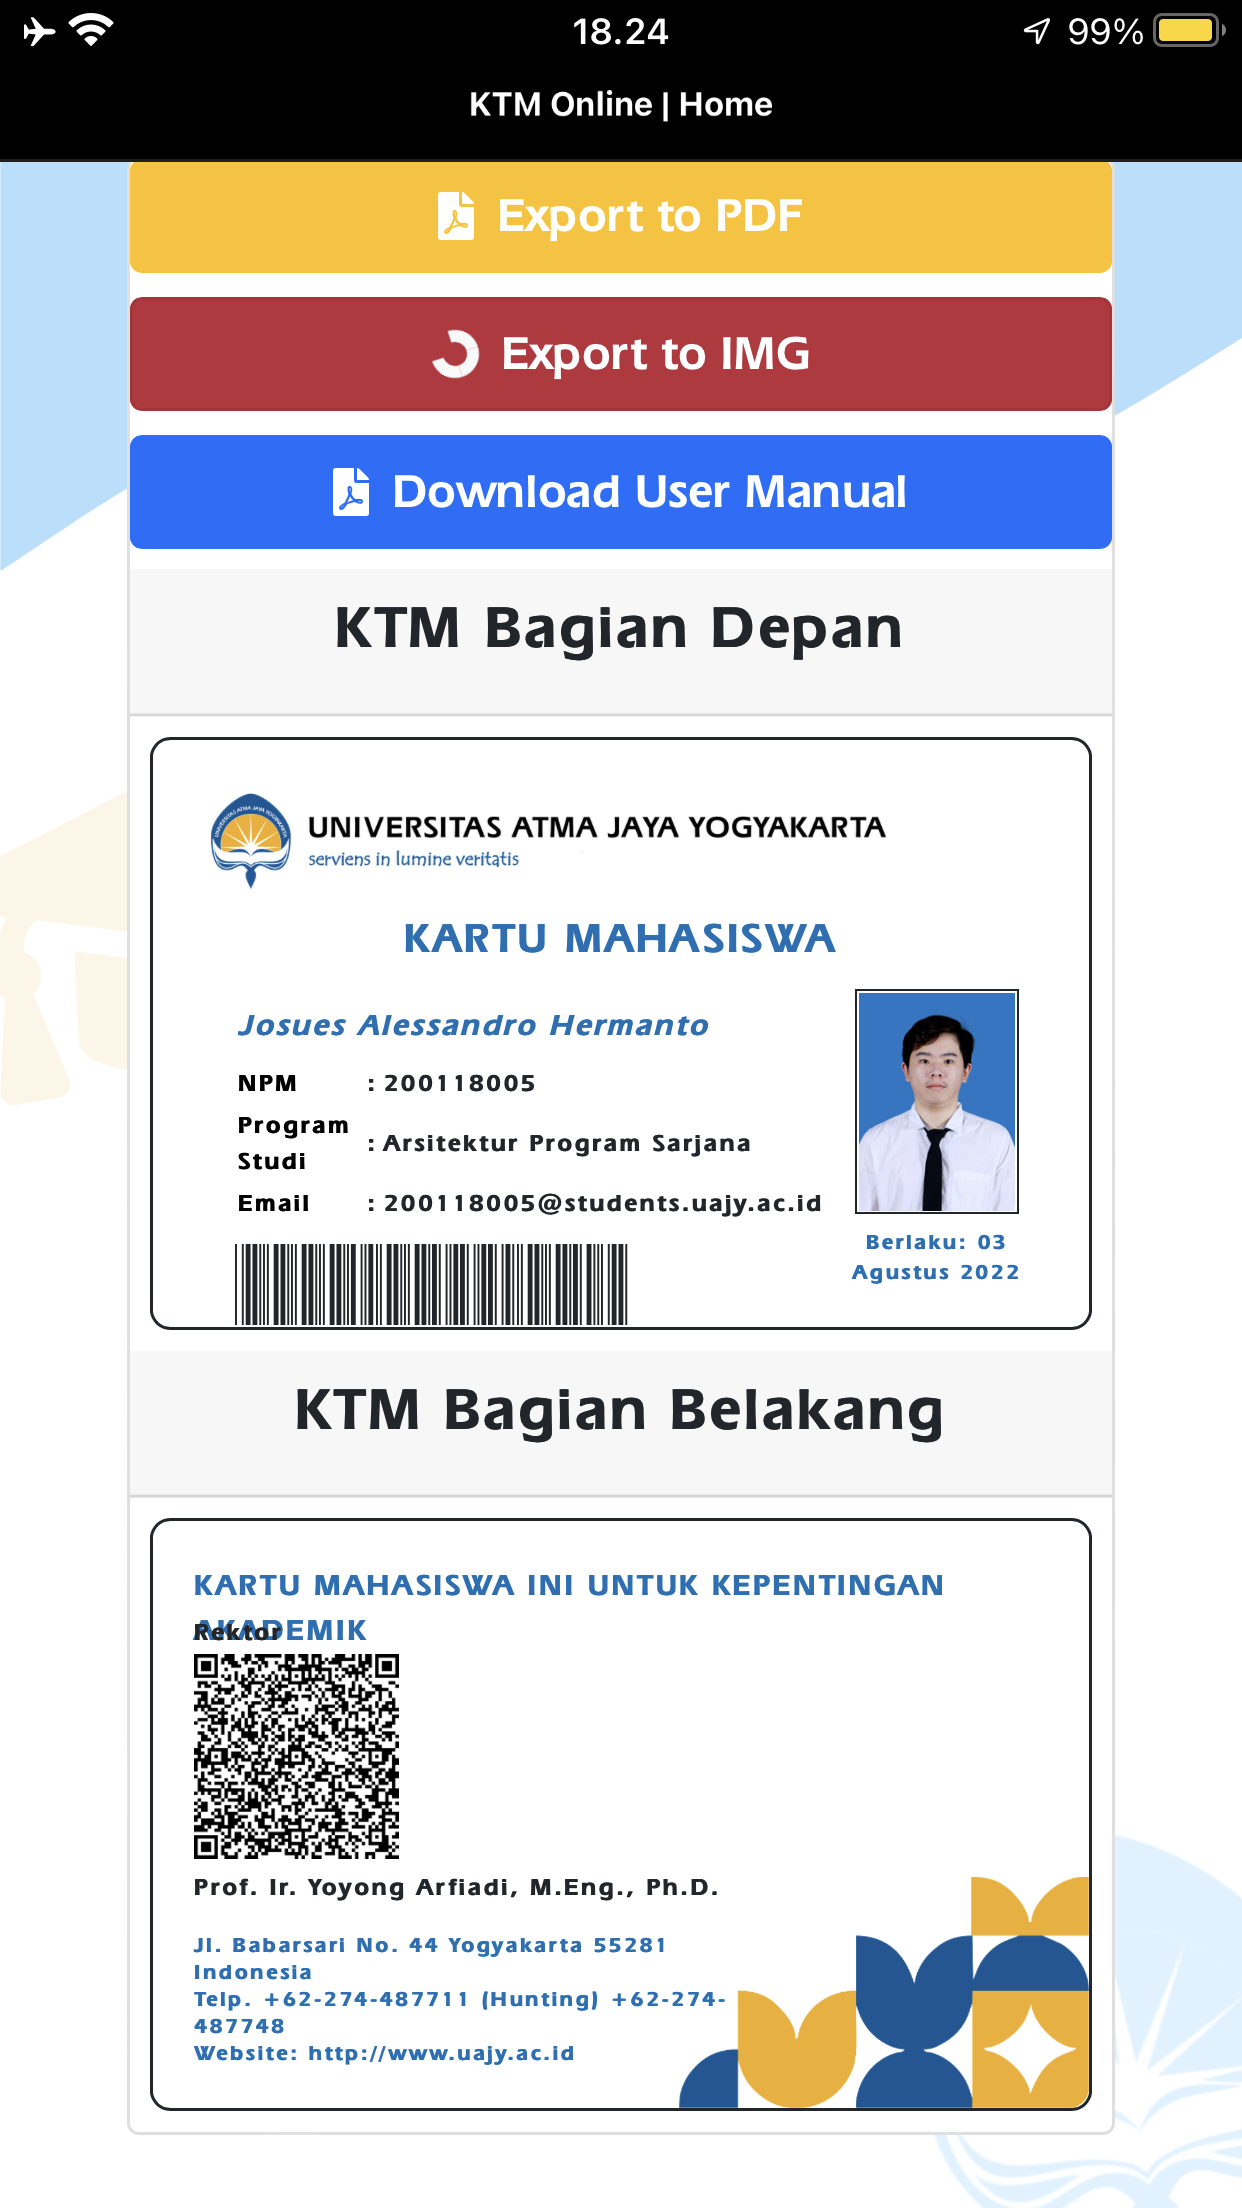 18.24
99%
KTM Online | Home
Export to PDF
Export to IMG
Download User Manual
KTM Bagian Depan
UNIVERSITAS ATMA JAYA YOGYAKARTA
UNIVERSITAS ATMA JAYA YOGYAKARTA
serviens in lumine veritatis
KARTU MAHASISWA
Josues Alessandro Hermanto
NPM : 200118005
Program Studi : Arsitektur Program Sarjana
Email : 200118005@students.uajy.ac.id
Berlaku: 03
Agustus 2022
KTM Bagian Belakang
KARTU MAHASISWA INI UNTUK KEPENTINGAN
AKADEMIK
Rektor
Prof. Ir. Yoyong Arfiadi, M.Eng., Ph.D.
Jl. Babarsari No. 44 Yogyakarta 55281
Indonesia
Telp. +62-274-487711 (Hunting) +62-274-
487748
Website: http://www.uajy.ac.id